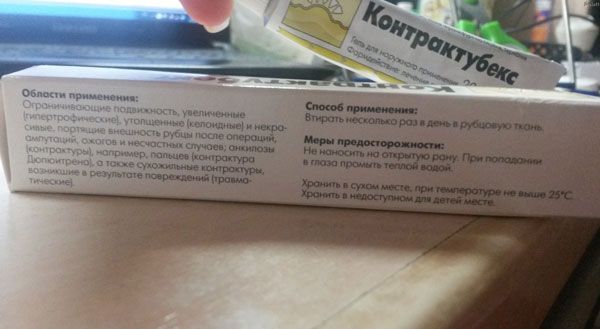 Контрактубекс
Гель для наружного применения
Контрактубекс
Области применения:
Ограничивающие подвижность, увеличенные
(гипертрофические), утолщенные (келоидные) и некра-
сивые, портящие внешность рубцы после операций,
ампутаций, ожогов и несчастных случаев, анкилозы
(контрактуры), например, пальцев (контрактура
Дюпюитрена), а также сухожильные контрактуры,
возникшие в результате повреждений (травма-
тические).
Способ применения:
Втирать несколько раз в день в рубцовую ткань.
Меры предосторожности:
Не наносить на открытую рану. При попадании
в глаза промыть теплой водой.
Хранить в сухом месте, при температуре не выше 25°C.
Хранить в недоступном для детей месте.